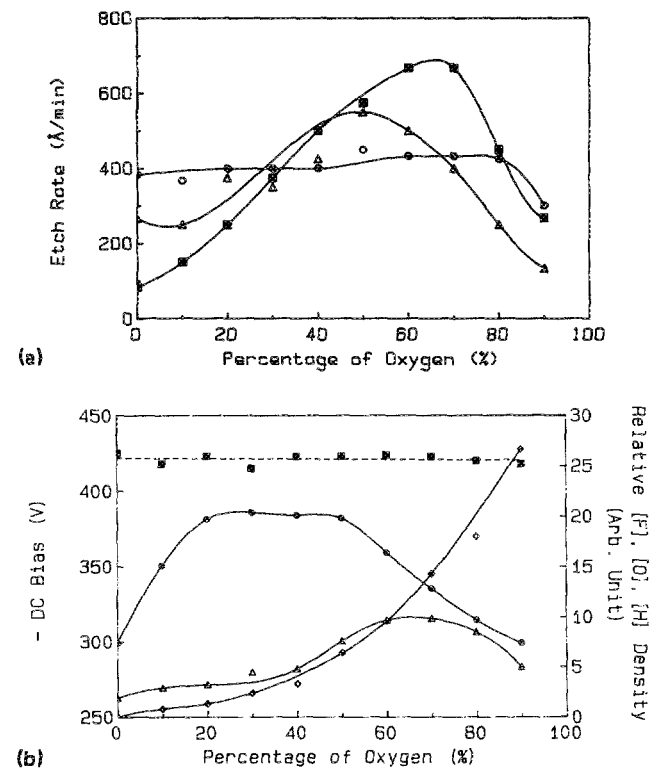 800
600
400
200
0
Etch Rate (Å/min)
0 20 40 60 80 100
Percentage of Oxygen (%)
(a)
450
400
350
300
250
- DC Bias (V)
30
25
20
15
10
5
0
Relative [F], [O], [H] Density
(Arb. Unit)
0 20 40 60 80 100
Percentage of Oxygen (%)
(b)